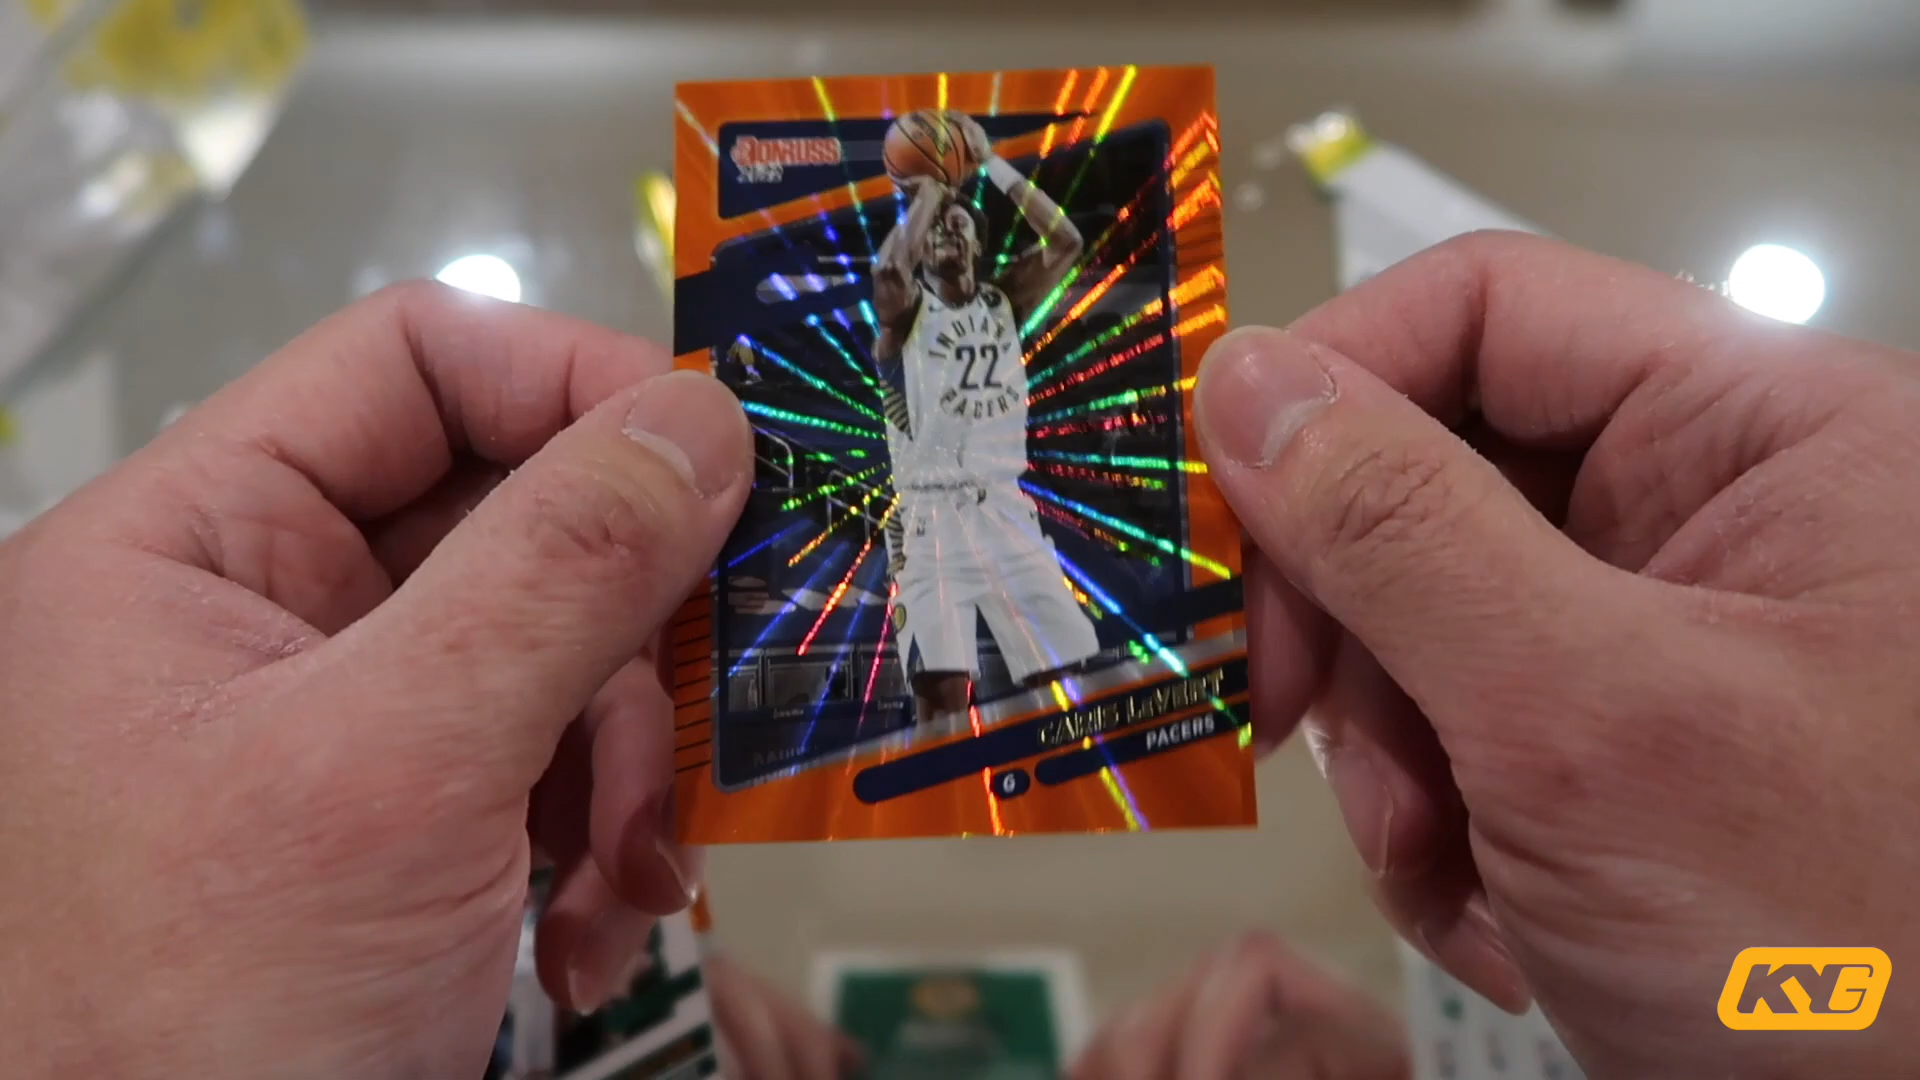 DONRUSS
INDIANA
22
PACERS
CARIS LeVERT
PACERS
G
KYG